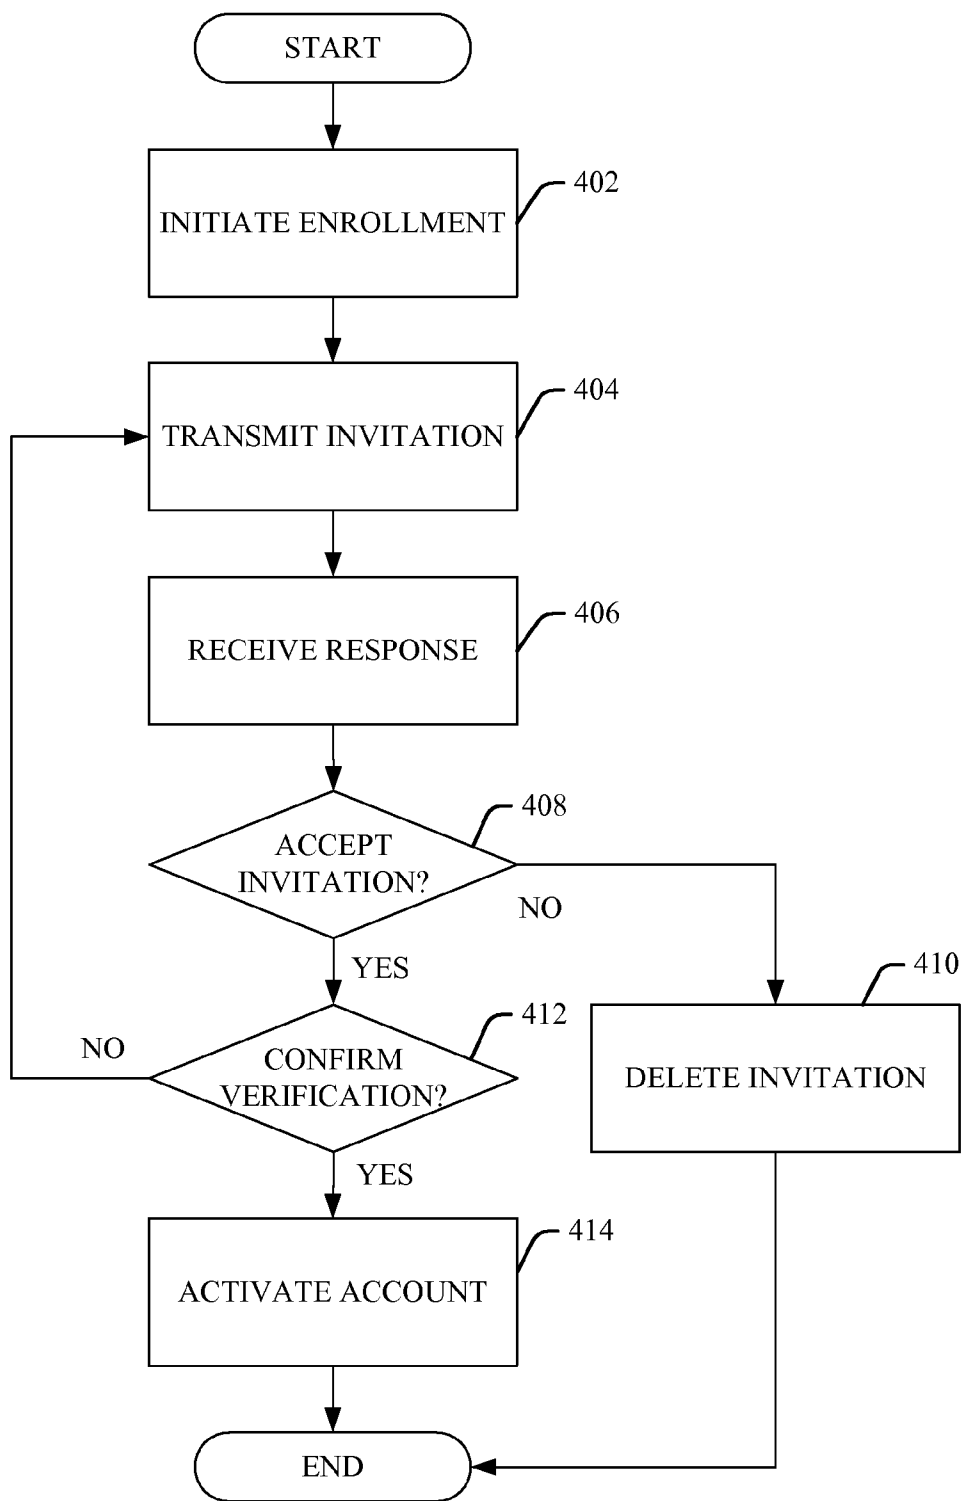 START
402
INITIATE ENROLLMENT
404
TRANSMIT INVITATION
406
RECEIVE RESPONSE
408
ACCEPT
INVITATION?
NO
YES
410
412
NO
CONFIRM
VERIFICATION?
DELETE INVITATION
YES
414
ACTIVATE ACCOUNT
END